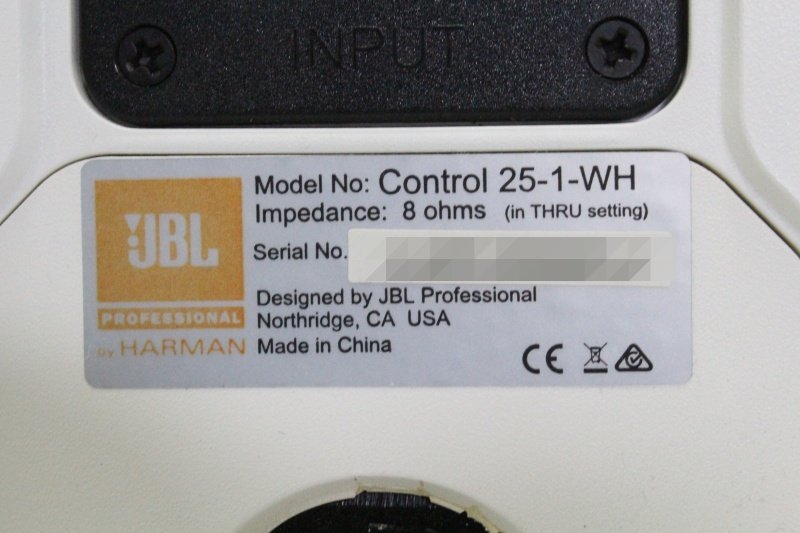 INPUT
JBL
PROFESSIONAL
by HARMAN
Model No: Control 25-1-WH
Impedance: 8 ohms (in THRU setting)
Serial No.
Designed by JBL Professional
Northridge, CA USA
Made in China
CE